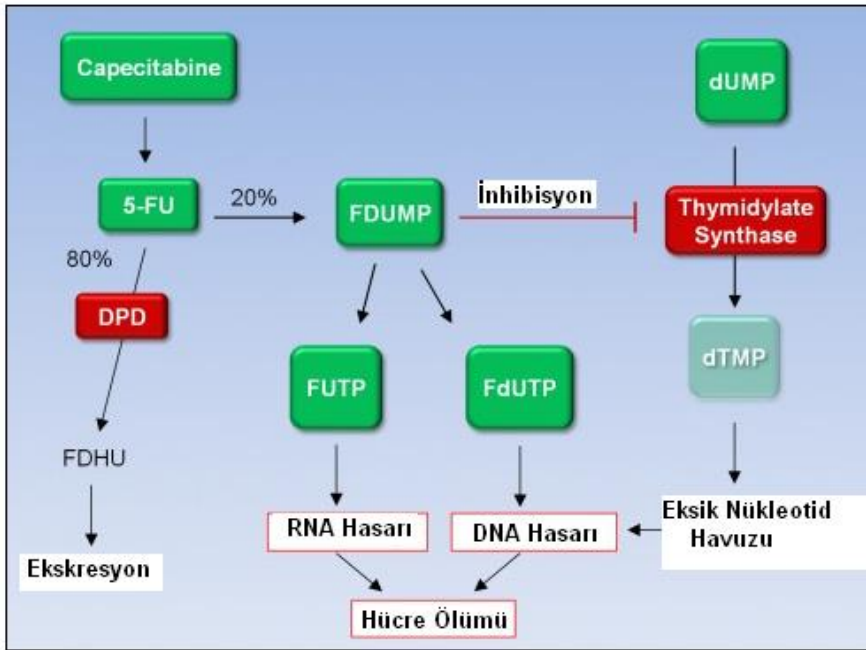 Capecitabine
dUMP
5-FU
20%
FDUMP
İnhibisyon
Thymidylate
Synthase
80%
DPD
FUTP
FdUTP
dTMP
FDHU
RNA Hasarı
DNA Hasarı
Eksik Nükleotid
Havuzu
Ekskresyon
Hücre Ölümü